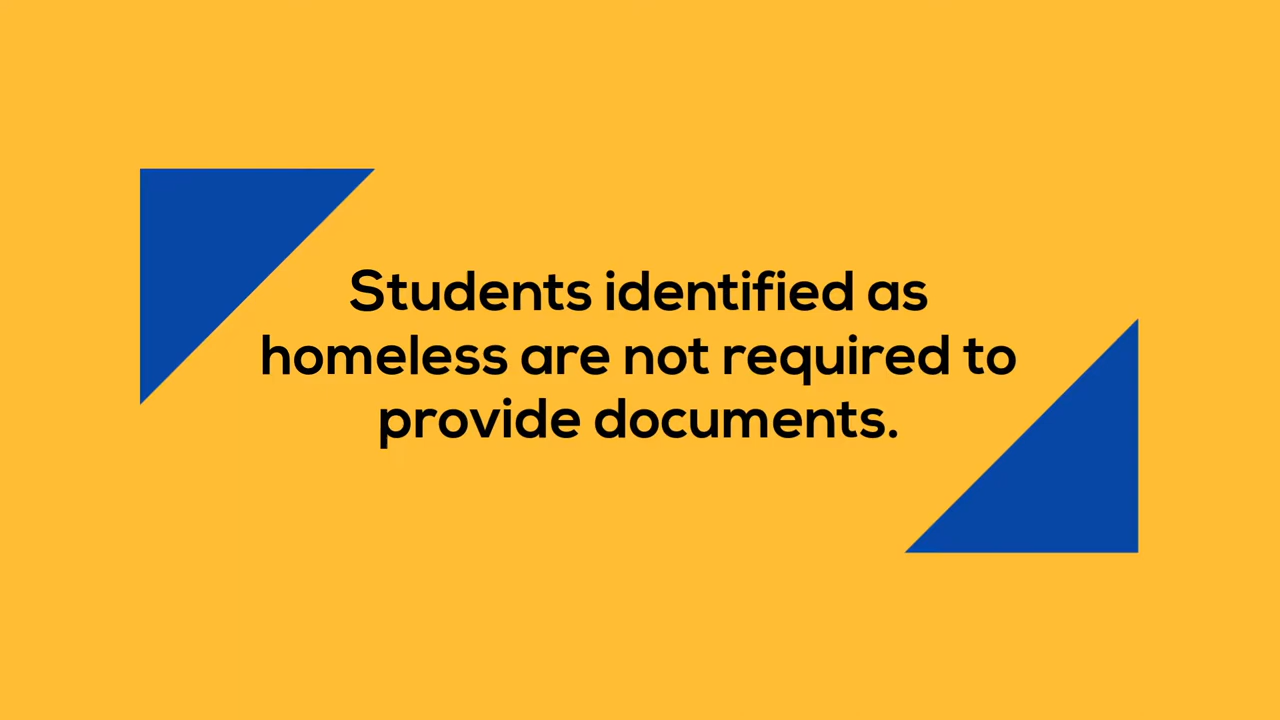 Students identified as
homeless are not required to
provide documents.